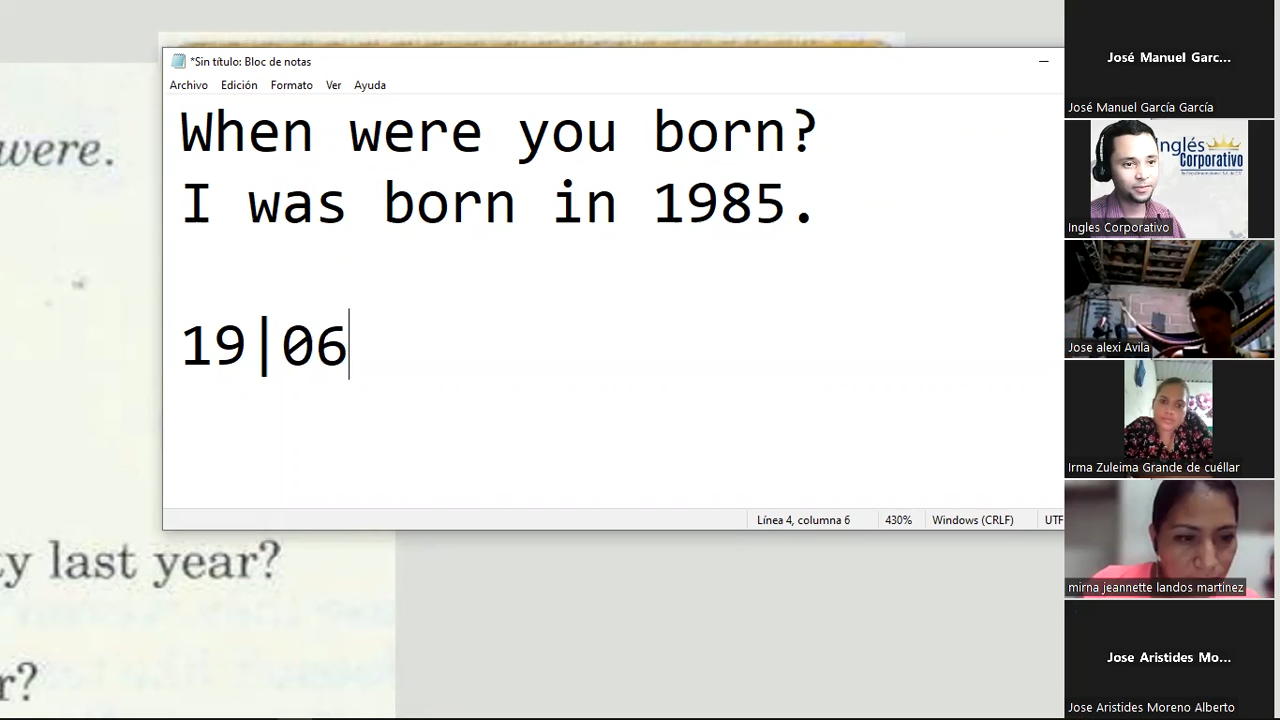 were.
*Sin título: Bloc de notas
Archivo Edición Formato Ver Ayuda
When were you born?
I was born in 1985.
19|06
Línea 4, columna 6 430% Windows (CRLF) UTF
ty last year?
r?
José Manuel Garc...
José Manuel García García
Inglés
Corporativo
Ingles Corporativo
Jose alexi Avila
Irma Zuleima Grande de cuéllar
mirna jeannette landos martinez
Jose Aristides Mo...
Jose Aristides Moreno Alberto